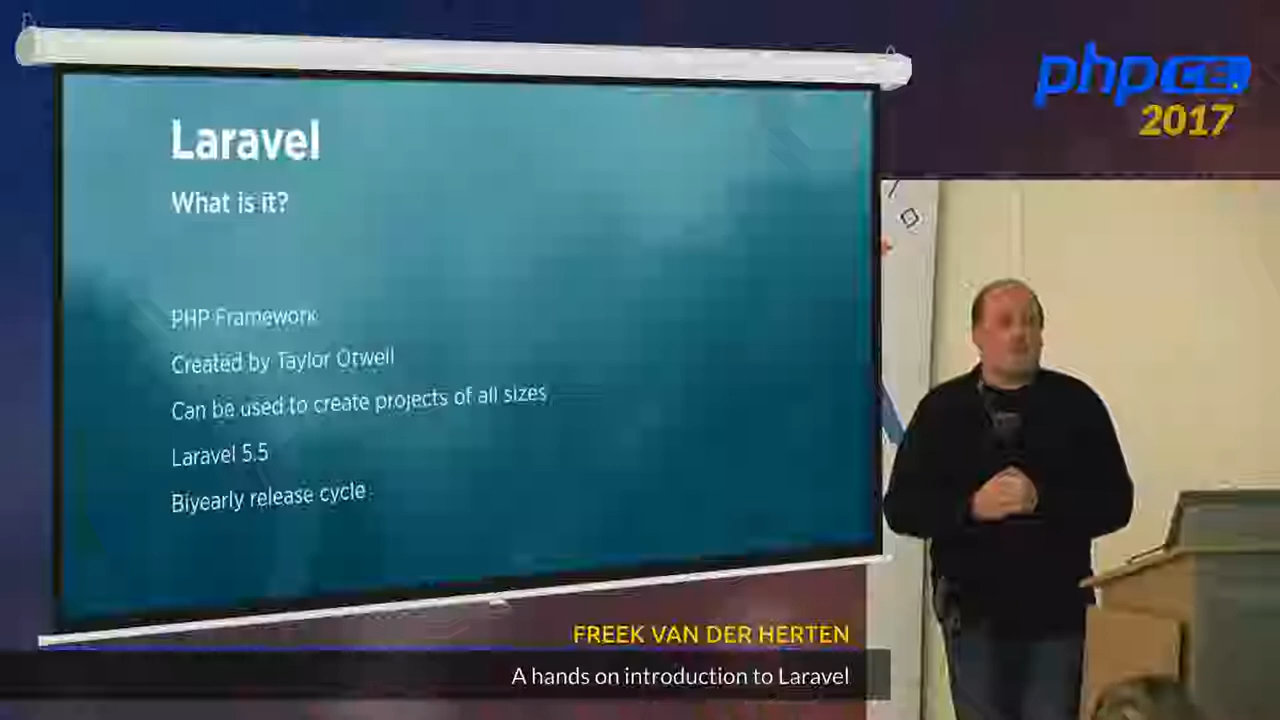 phpCE
2017
Laravel
What is it?
PHP Framework
Created by Taylor Otwell
Can be used to create projects of all sizes
Laravel 5.5
Biyearly release cycle
FREEK VAN DER HERTEN
A hands on introduction to Laravel